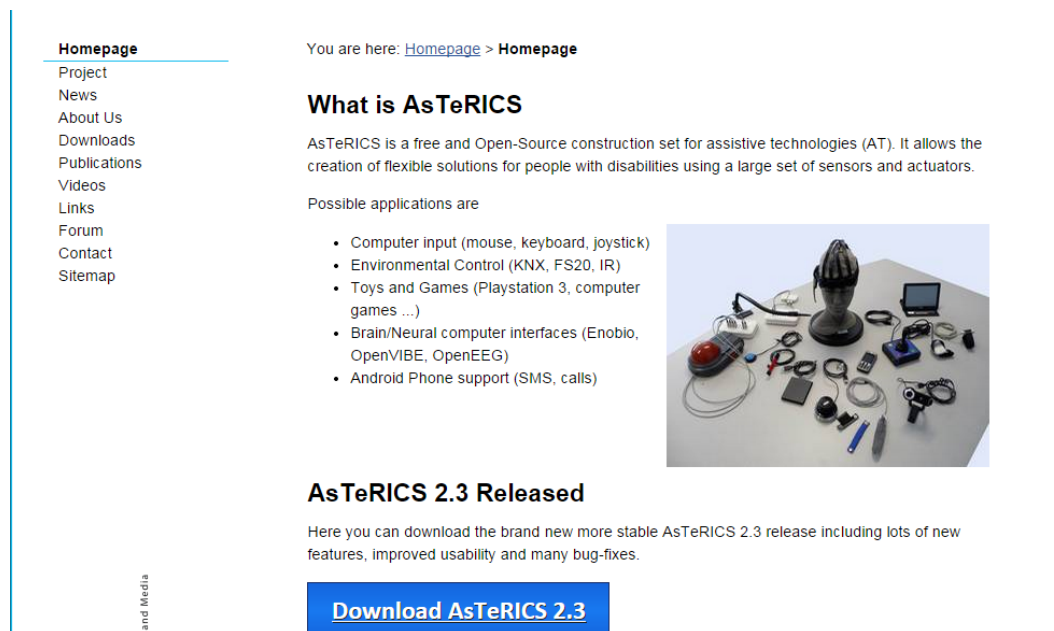 Homepage
Project
News
About Us
Downloads
Publications
Videos
Links
Forum
Contact
Sitemap
and Media
You are here: Homepage > Homepage
What is AsTeRICS
AsTeRICS is a free and Open-Source construction set for assistive technologies (AT). It allows the
creation of flexible solutions for people with disabilities using a large set of sensors and actuators.
Possible applications are
• Computer input (mouse, keyboard, joystick)
• Environmental Control (KNX, FS20, IR)
• Toys and Games (Playstation 3, computer
games ...)
• Brain/Neural computer interfaces (Enobio,
OpenVIBE, OpenEEG)
• Android Phone support (SMS, calls)
AsTeRICS 2.3 Released
Here you can download the brand new more stable AsTeRICS 2.3 release including lots of new
features, improved usability and many bug-fixes.
Download AsTeRICS 2.3